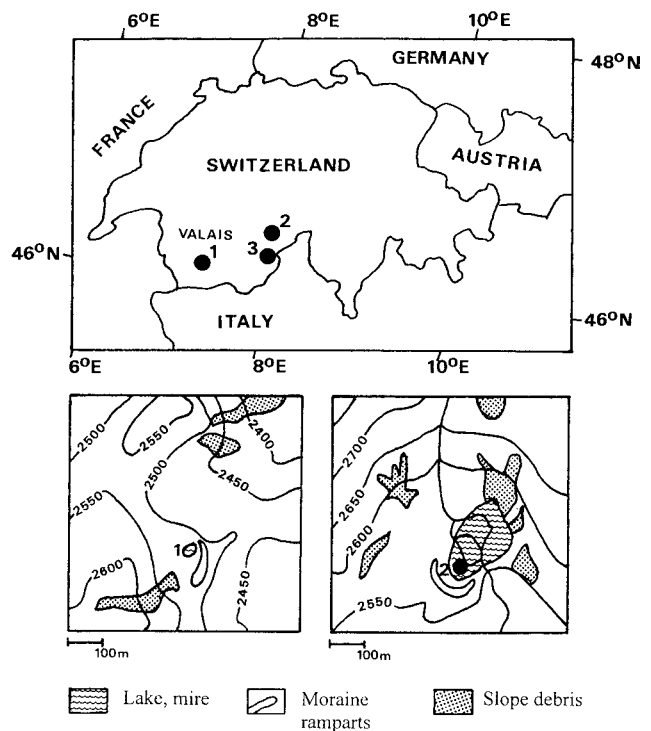 6°E 8°E 10°E
GERMANY
48°N
FRANCE
AUSTRIA
SWITZERLAND
VALAIS
2
1
3
46°N
ITALY
46°N
6°E 8°E 10°E
2500
2550
2400
2500
2450
2550
1
2600
2450
100m
2700
2650
2600
2
2550
100m
Lake, mire
Moraine
ramparts
Slope debris